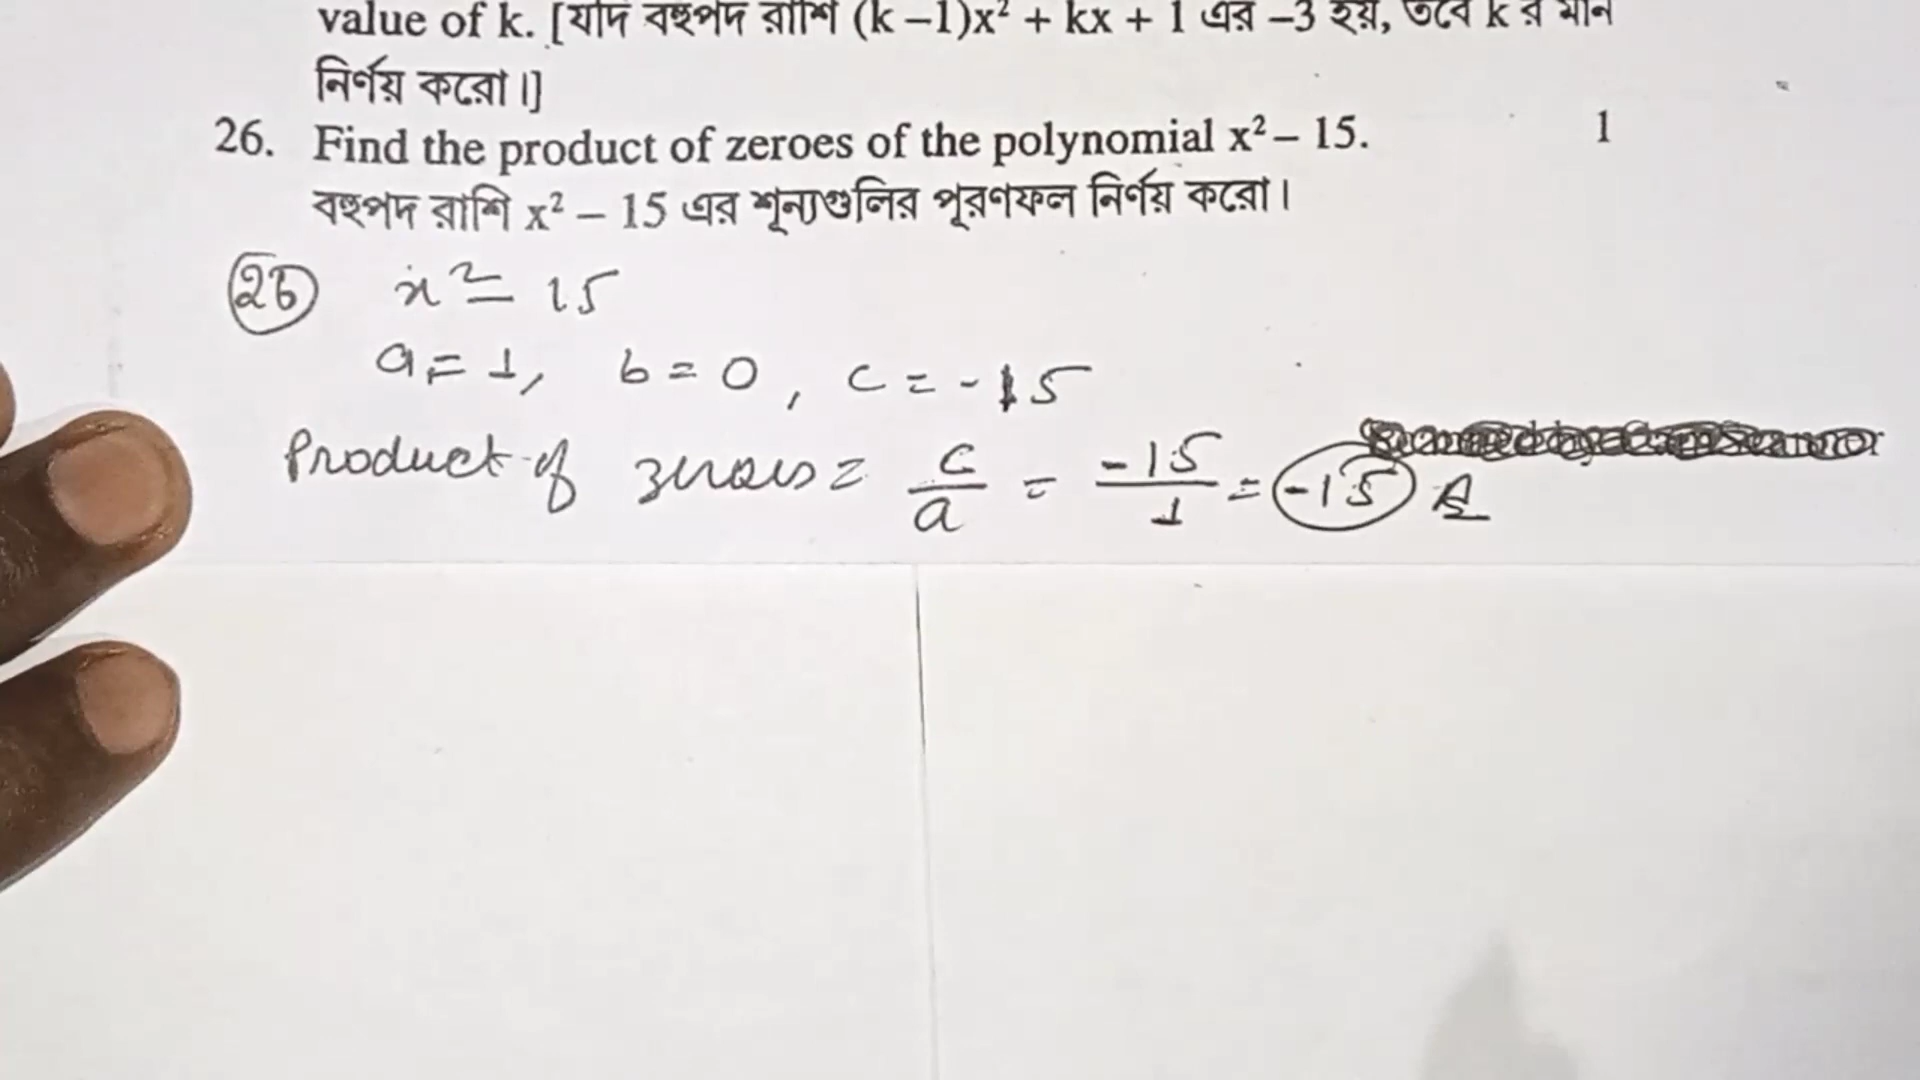 value of k. [যদি বহুপদ রাশি (k –1)x² + kx + 1 এর –3 হয়, তবে k র মান
নির্ণয় করো।]
26. Find the product of zeroes of the polynomial x² – 15. 1
বহুপদ রাশি x² – 15 এর শূন্যগুলির পূরণফল নির্ণয় করো।
26 x² – 15
a = 1, b = 0, c = -15
Product of zeroes = c/a = -15/1 = -15